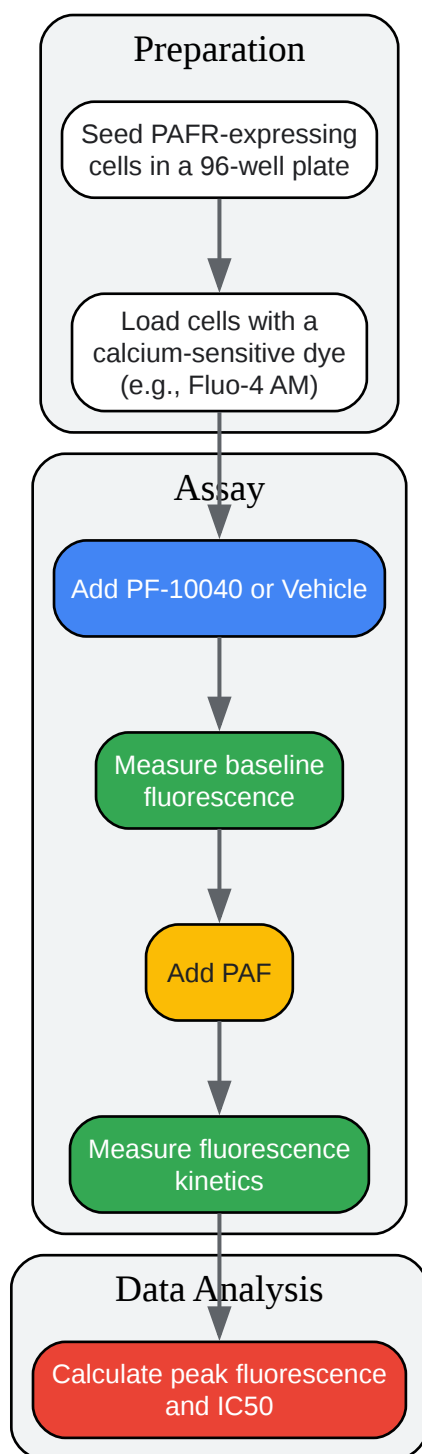 Preparation
Seed PAFR-expressing
cells in a 96-well plate
Load cells with a
calcium-sensitive dye
(e.g., Fluo-4 AM)
Assay
Add PF-10040 or Vehicle
Measure baseline
fluorescence
Add PAF
Measure fluorescence
kinetics
Data Analysis
Calculate peak fluorescence
and IC50